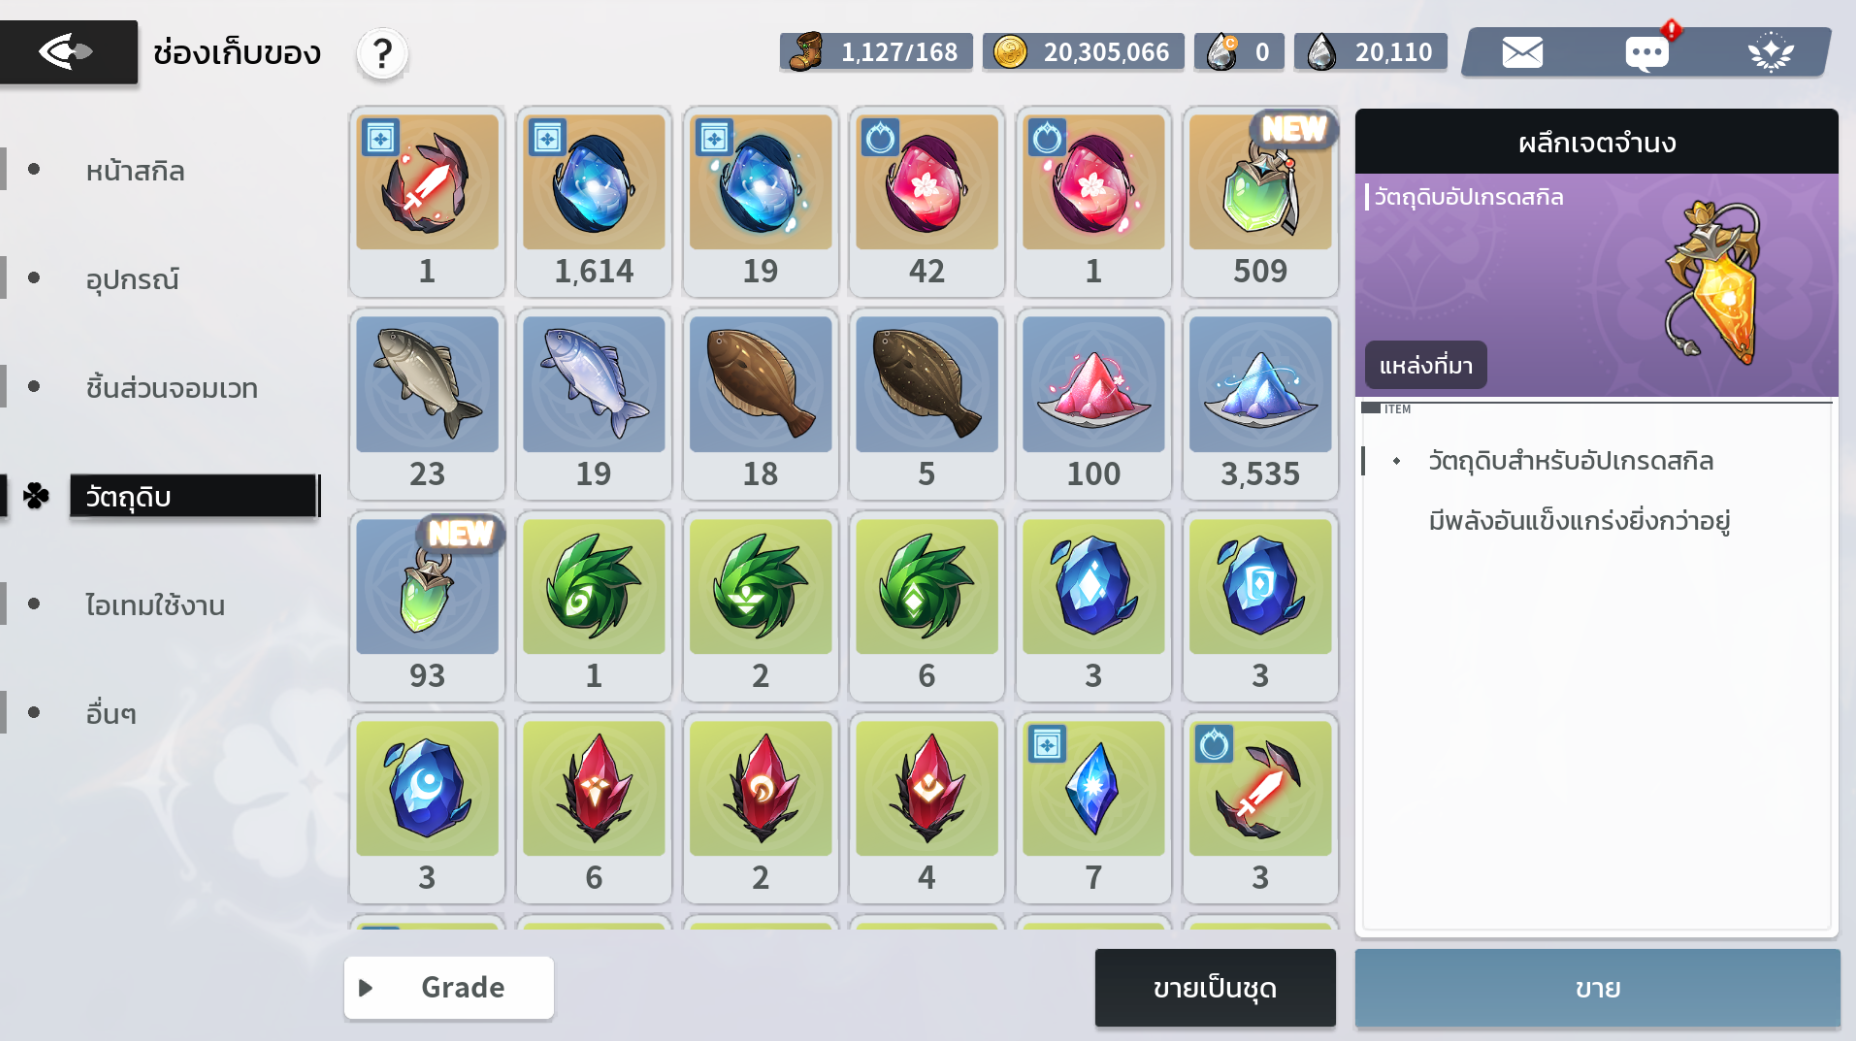 ช่องเก็บของ
?
1,127/168
20,305,066
0
20,110
หน้าสกิล
อุปกรณ์
ชิ้นส่วนจอมเวท
วัตถุดิบ
ไอเทมใช้งาน
อื่นๆ
NEW
1
1,614
19
42
1
509
23
19
18
5
100
3,535
NEW
93
1
2
6
3
3
3
6
2
4
7
3
Grade
ขายเป็นชุด
ผลึกเจตจำนง
วัตถุดิบอัปเกรดสกิล
แหล่งที่มา
ITEM
วัตถุดิบสำหรับอัปเกรดสกิล
มีพลังอันแข็งแกร่งยิ่งกว่าอยู่
ขาย